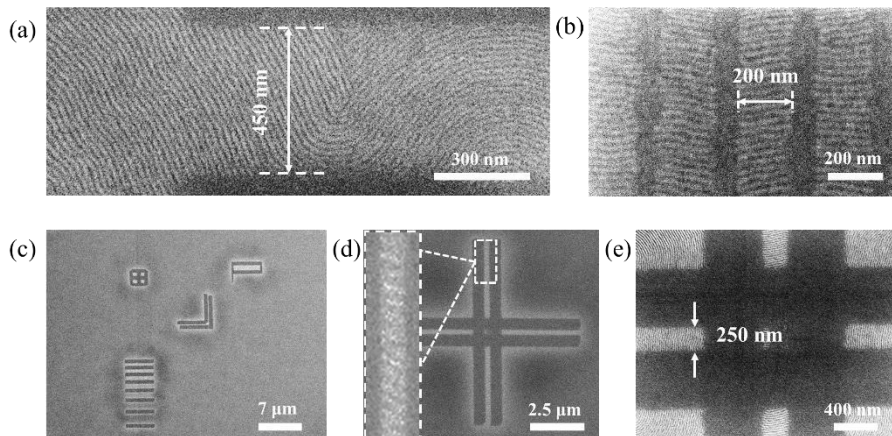 (a)
450 nm
300 nm
(b)
200 nm
200 nm
(c)
7 μm
(d)
2.5 μm
(e)
250 nm
400 nm